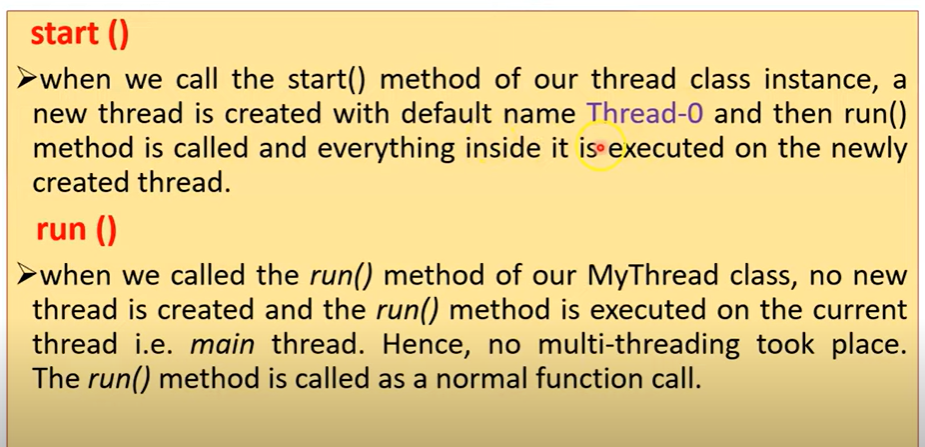 start ()
➢when we call the start() method of our thread class instance, a
new thread is created with default name Thread-0 and then run()
method is called and everything inside it is executed on the newly
created thread.
run ()
➢when we called the run() method of our MyThread class, no new
thread is created and the run() method is executed on the current
thread i.e. main thread. Hence, no multi-threading took place.
The run() method is called as a normal function call.